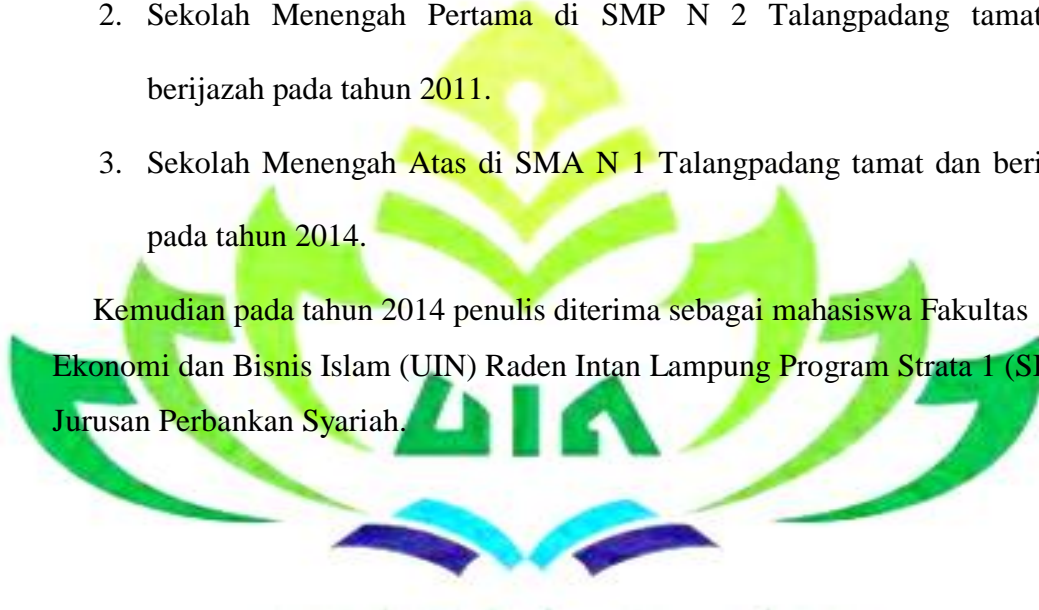 2. Sekolah Menengah Pertama di SMP N 2 Talangpadang tamat
berijazah pada tahun 2011.
3. Sekolah Menengah Atas di SMA N 1 Talangpadang tamat dan beri
pada tahun 2014.
Kemudian pada tahun 2014 penulis diterima sebagai mahasiswa Fakultas
Ekonomi dan Bisnis Islam (UIN) Raden Intan Lampung Program Strata 1 (S
Jurusan Perbankan Syariah.
UIN